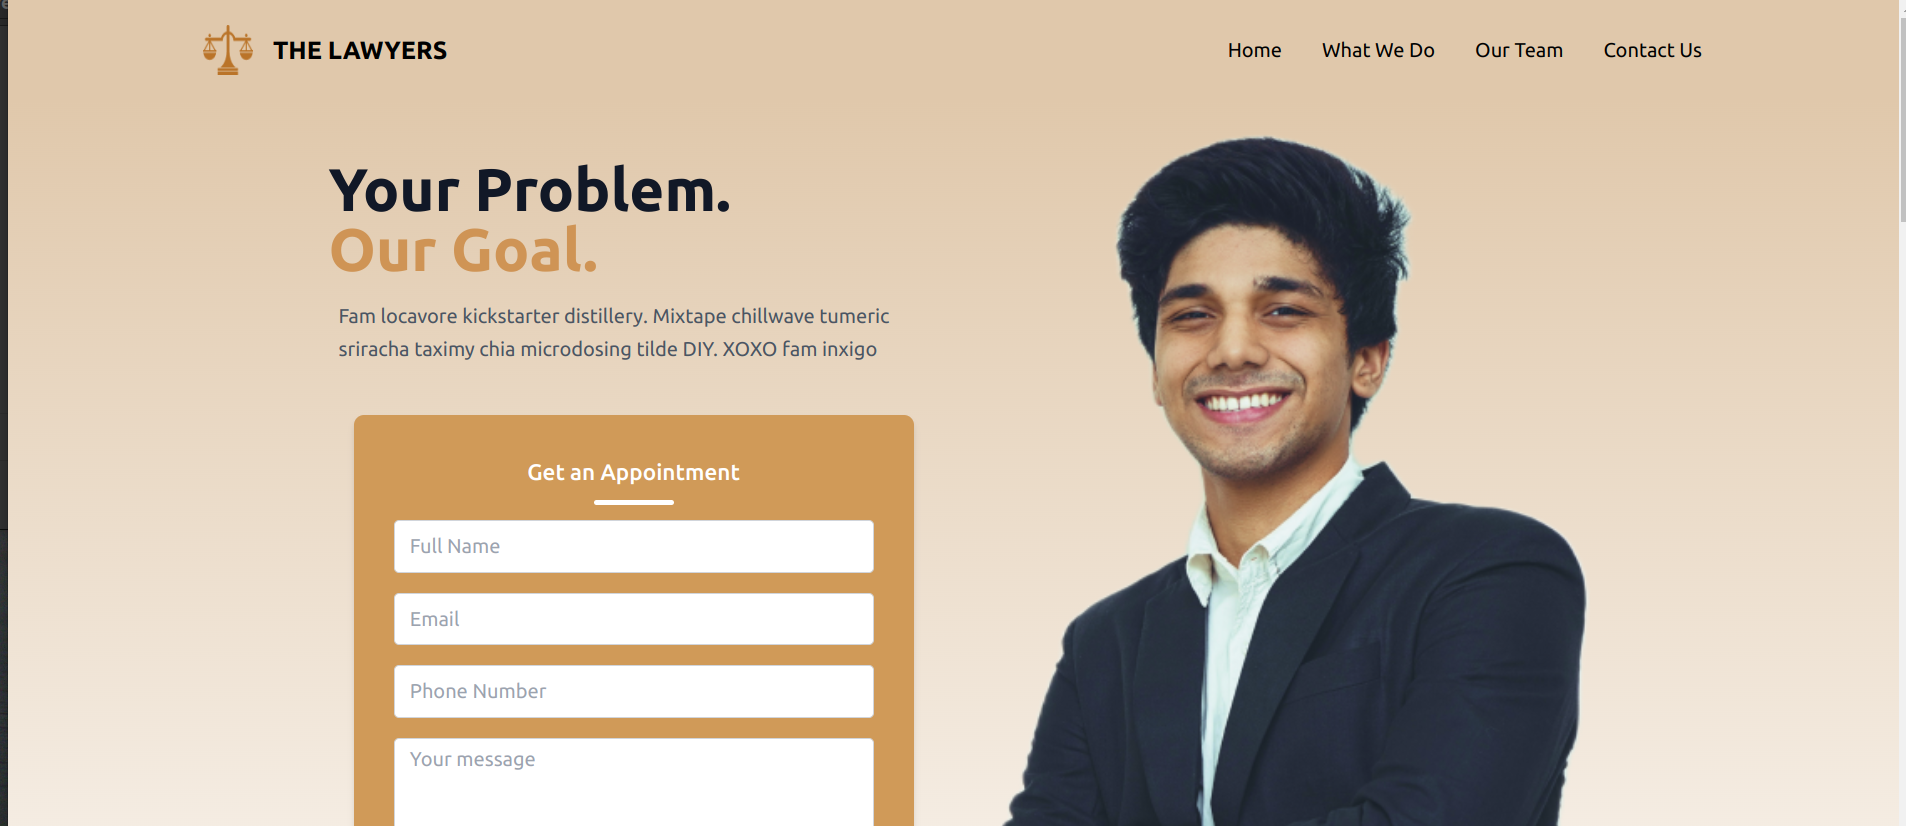 THE LAWYERS
Home What We Do Our Team Contact Us
Your Problem.
Our Goal.
Fam locavore kickstarter distillery. Mixtape chillwave tumeric
sriracha taximy chia microdosing tilde DIY. XOXO fam inxigo
Get an Appointment
Full Name
Email
Phone Number
Your message